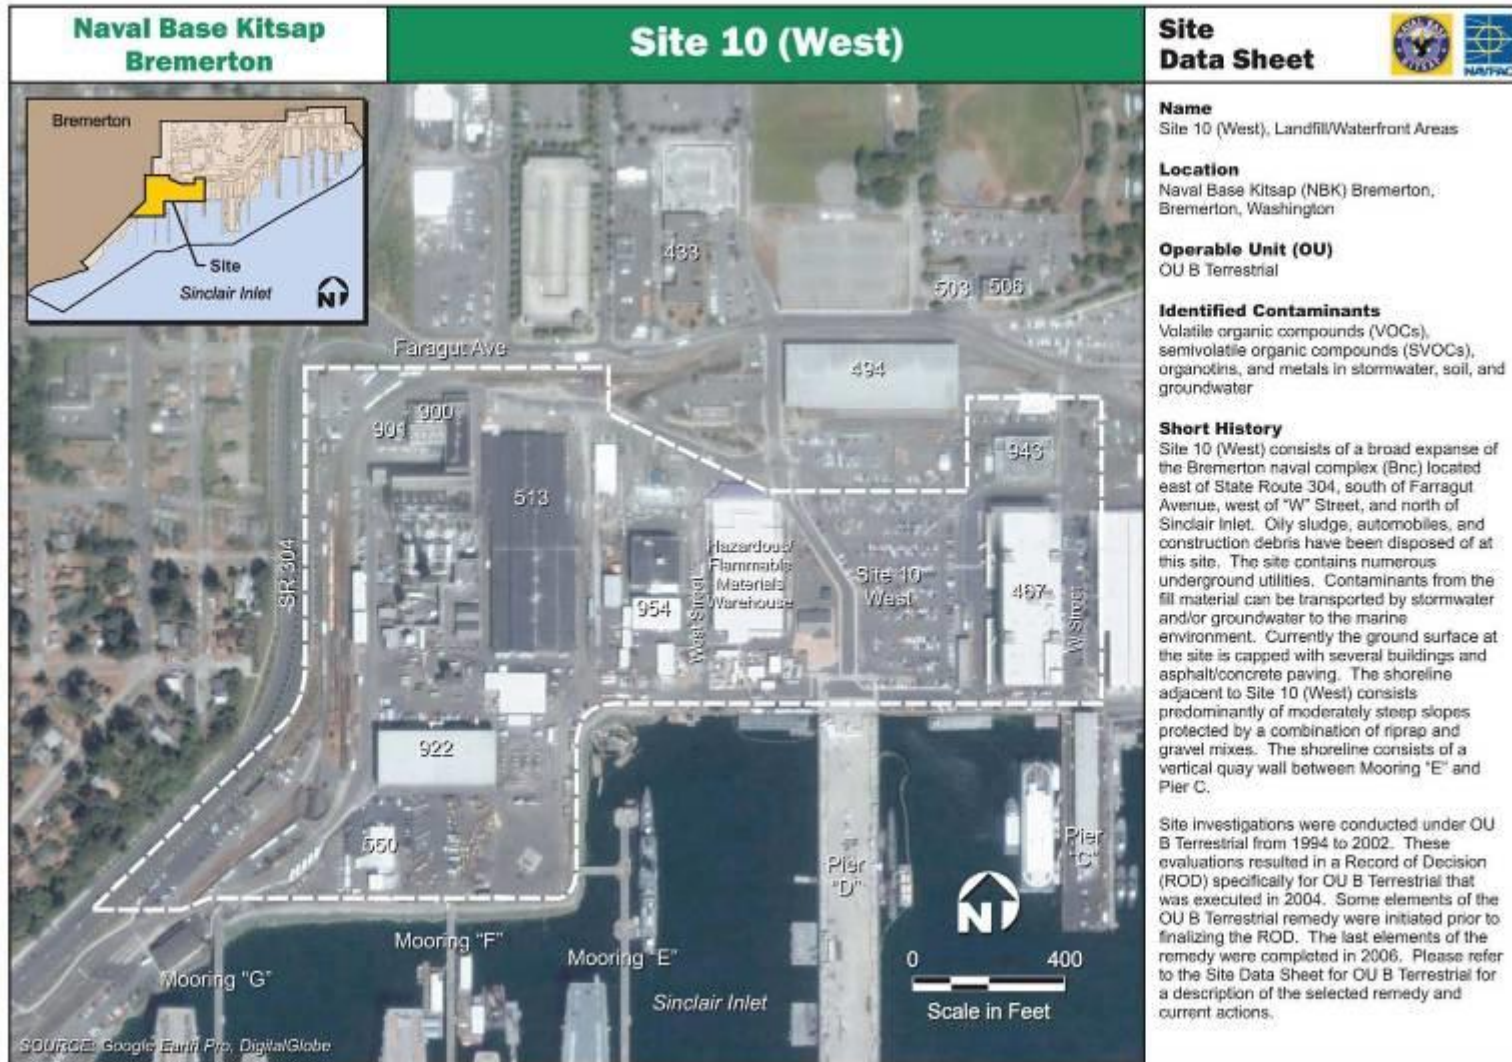 Naval Base Kitsap
Bremerton
Site 10 (West)
Site
Data Sheet
NAVAL BASE
KITSAP
NAVFAC
Bremerton
Site
Sinclair Inlet
N
433
503
506
Faragut Ave
494
900
901
943
513
SR 304
Hazardous/
Flammable
Materials
Warehouse
Site 10
West
467
954
West Street
W Street
922
550
Pier
"D"
Pier
"C"
N
Mooring "F"
Mooring "E"
Mooring "G"
Sinclair Inlet
0
400
Scale in Feet
SOURCE: Google Earth Pro, DigitalGlobe
Name
Site 10 (West), Landfill/Waterfront Areas
Location
Naval Base Kitsap (NBK) Bremerton,
Bremerton, Washington
Operable Unit (OU)
OU B Terrestrial
Identified Contaminants
Volatile organic compounds (VOCs),
semivolatile organic compounds (SVOCs),
organotins, and metals in stormwater, soil, and
groundwater
Short History
Site 10 (West) consists of a broad expanse of
the Bremerton naval complex (Bnc) located
east of State Route 304, south of Farragut
Avenue, west of "W" Street, and north of
Sinclair Inlet. Oily sludge, automobiles, and
construction debris have been disposed of at
this site. The site contains numerous
underground utilities. Contaminants from the
fill material can be transported by stormwater
and/or groundwater to the marine
environment. Currently the ground surface at
the site is capped with several buildings and
asphalt/concrete paving. The shoreline
adjacent to Site 10 (West) consists
predominantly of moderately steep slopes
protected by a combination of riprap and
gravel mixes. The shoreline consists of a
vertical quay wall between Mooring "E" and
Pier C.
Site investigations were conducted under OU
B Terrestrial from 1994 to 2002. These
evaluations resulted in a Record of Decision
(ROD) specifically for OU B Terrestrial that
was executed in 2004. Some elements of the
OU B Terrestrial remedy were initiated prior to
finalizing the ROD. The last elements of the
remedy were completed in 2006. Please refer
to the Site Data Sheet for OU B Terrestrial for
a description of the selected remedy and
current actions.